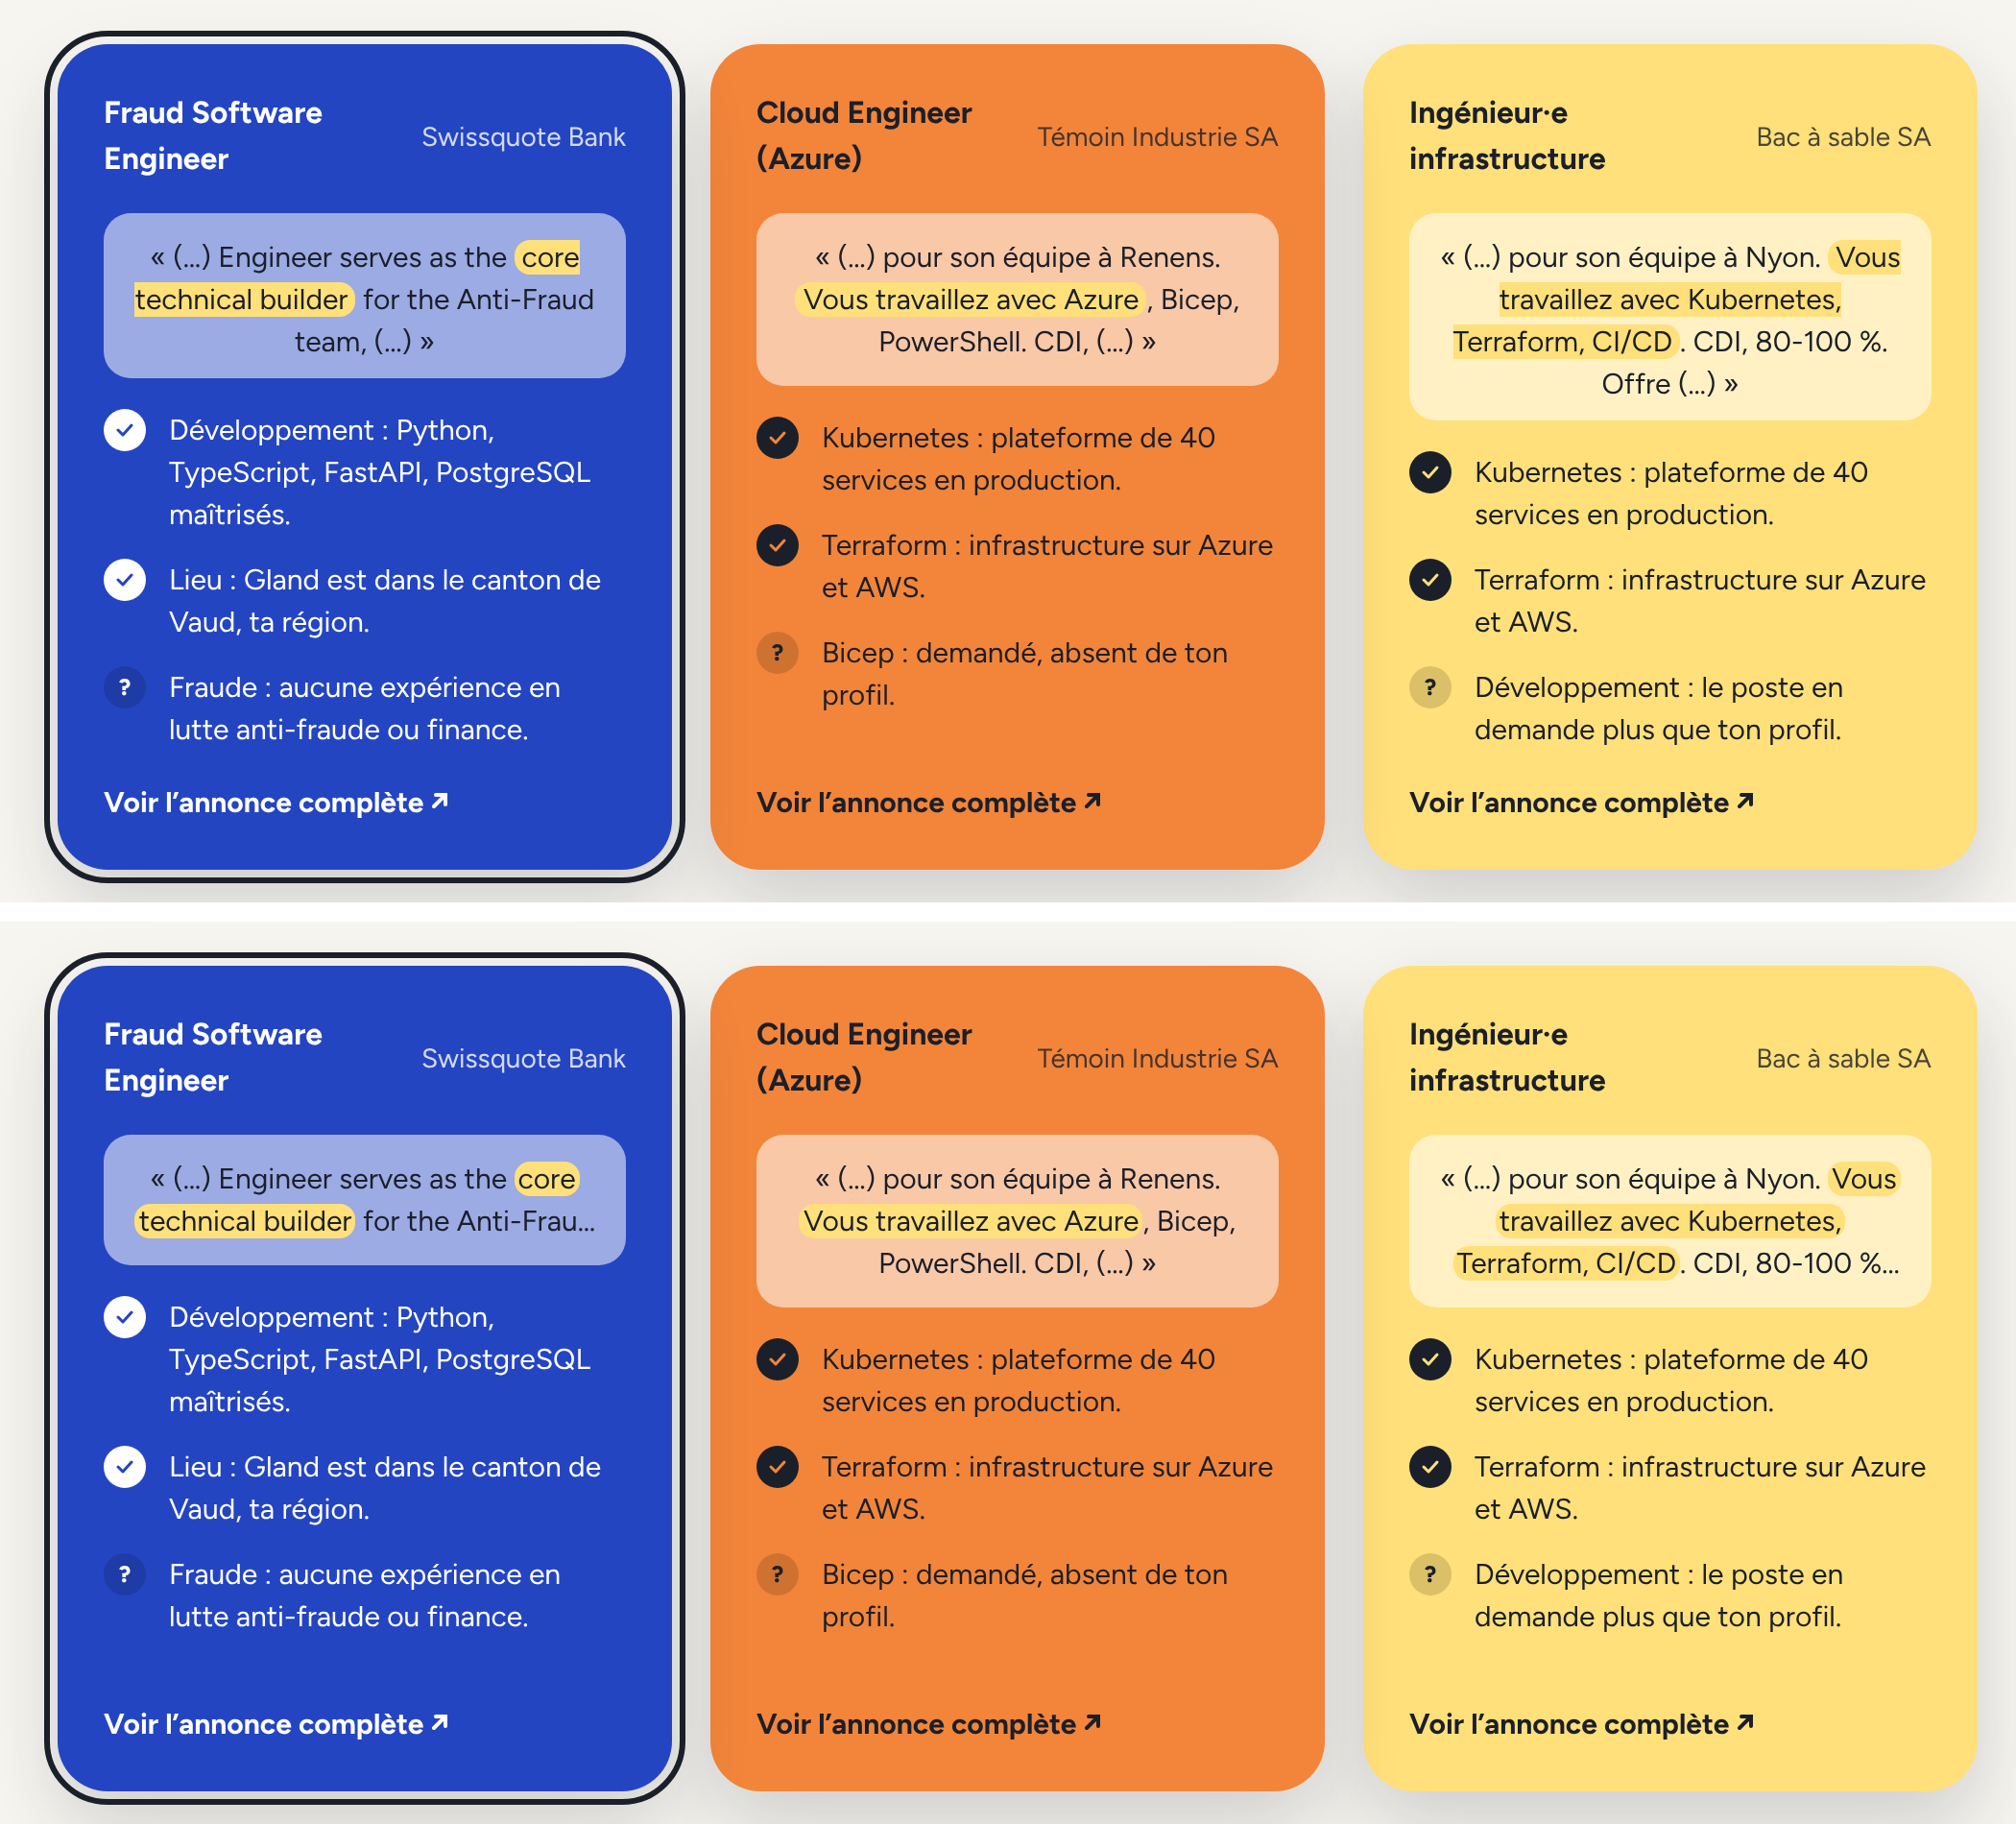 Fraud Software
Engineer
Swissquote Bank
« (...) Engineer serves as the core
technical builder for the Anti-Fraud
team, (...) »
Développement : Python,
TypeScript, FastAPI, PostgreSQL
maîtrisés.
Lieu : Gland est dans le canton de
Vaud, ta région.
? Fraude : aucune expérience en
lutte anti-fraude ou finance.
Voir l’annonce complète ↗
Cloud Engineer
(Azure)
Témoin Industrie SA
« (...) pour son équipe à Renens.
Vous travaillez avec Azure, Bicep,
PowerShell. CDI, (...) »
Kubernetes : plateforme de 40
services en production.
Terraform : infrastructure sur Azure
et AWS.
? Bicep : demandé, absent de ton
profil.
Voir l’annonce complète ↗
Ingénieur·e
infrastructure
Bac à sable SA
« (...) pour son équipe à Nyon. Vous
travaillez avec Kubernetes,
Terraform, CI/CD. CDI, 80-100 %.
Offre (...) »
Kubernetes : plateforme de 40
services en production.
Terraform : infrastructure sur Azure
et AWS.
? Développement : le poste en
demande plus que ton profil.
Voir l’annonce complète ↗
Fraud Software
Engineer
Swissquote Bank
« (...) Engineer serves as the core
technical builder for the Anti-Frau...
Développement : Python,
TypeScript, FastAPI, PostgreSQL
maîtrisés.
Lieu : Gland est dans le canton de
Vaud, ta région.
? Fraude : aucune expérience en
lutte anti-fraude ou finance.
Voir l’annonce complète ↗
Cloud Engineer
(Azure)
Témoin Industrie SA
« (...) pour son équipe à Renens.
Vous travaillez avec Azure, Bicep,
PowerShell. CDI, (...) »
Kubernetes : plateforme de 40
services en production.
Terraform : infrastructure sur Azure
et AWS.
? Bicep : demandé, absent de ton
profil.
Voir l’annonce complète ↗
Ingénieur·e
infrastructure
Bac à sable SA
« (...) pour son équipe à Nyon. Vous
travaillez avec Kubernetes,
Terraform, CI/CD. CDI, 80-100 %...
Kubernetes : plateforme de 40
services en production.
Terraform : infrastructure sur Azure
et AWS.
? Développement : le poste en
demande plus que ton profil.
Voir l’annonce complète ↗